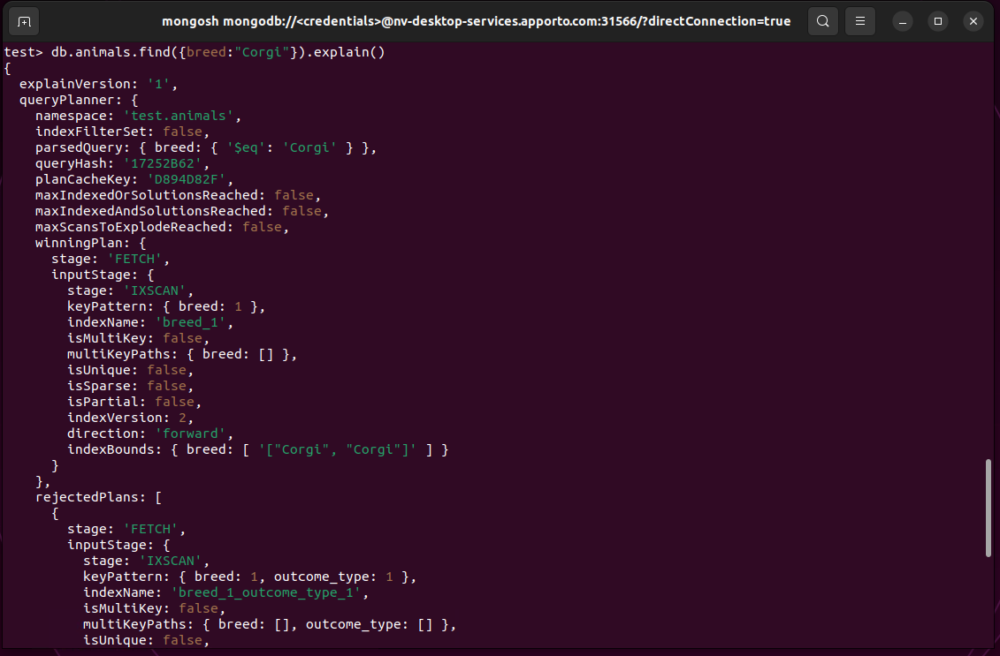 mongosh mongodb://<credentials>@nv-desktop-services.apporto.com:31566/?directConnection=true
test> db.animals.find({breed:"Corgi"}).explain()
{
  explainVersion: '1',
  queryPlanner: {
    namespace: 'test.animals',
    indexFilterSet: false,
    parsedQuery: { breed: { '$eq': 'Corgi' } },
    queryHash: '17252B62',
    planCacheKey: 'D894D82F',
    maxIndexedOrSolutionsReached: false,
    maxIndexedAndSolutionsReached: false,
    maxScansToExplodeReached: false,
    winningPlan: {
      stage: 'FETCH',
      inputStage: {
        stage: 'IXSCAN',
        keyPattern: { breed: 1 },
        indexName: 'breed_1',
        isMultiKey: false,
        multiKeyPaths: { breed: [] },
        isUnique: false,
        isSparse: false,
        isPartial: false,
        indexVersion: 2,
        direction: 'forward',
        indexBounds: { breed: [ '["Corgi", "Corgi"]' ] }
      }
    },
    rejectedPlans: [
      {
        stage: 'FETCH',
        inputStage: {
          stage: 'IXSCAN',
          keyPattern: { breed: 1, outcome_type: 1 },
          indexName: 'breed_1_outcome_type_1',
          isMultiKey: false,
          multiKeyPaths: { breed: [], outcome_type: [] },
          isUnique: false,